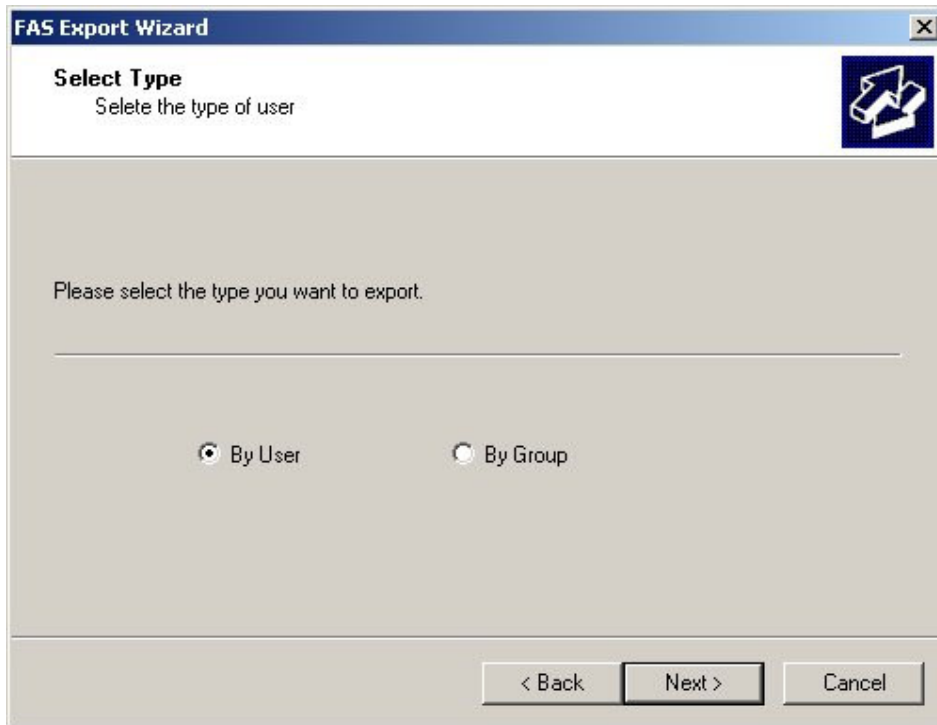 FAS Export Wizard
Select Type
Selete the type of user
Please select the type you want to export.
By User
By Group
< Back
Next >
Cancel